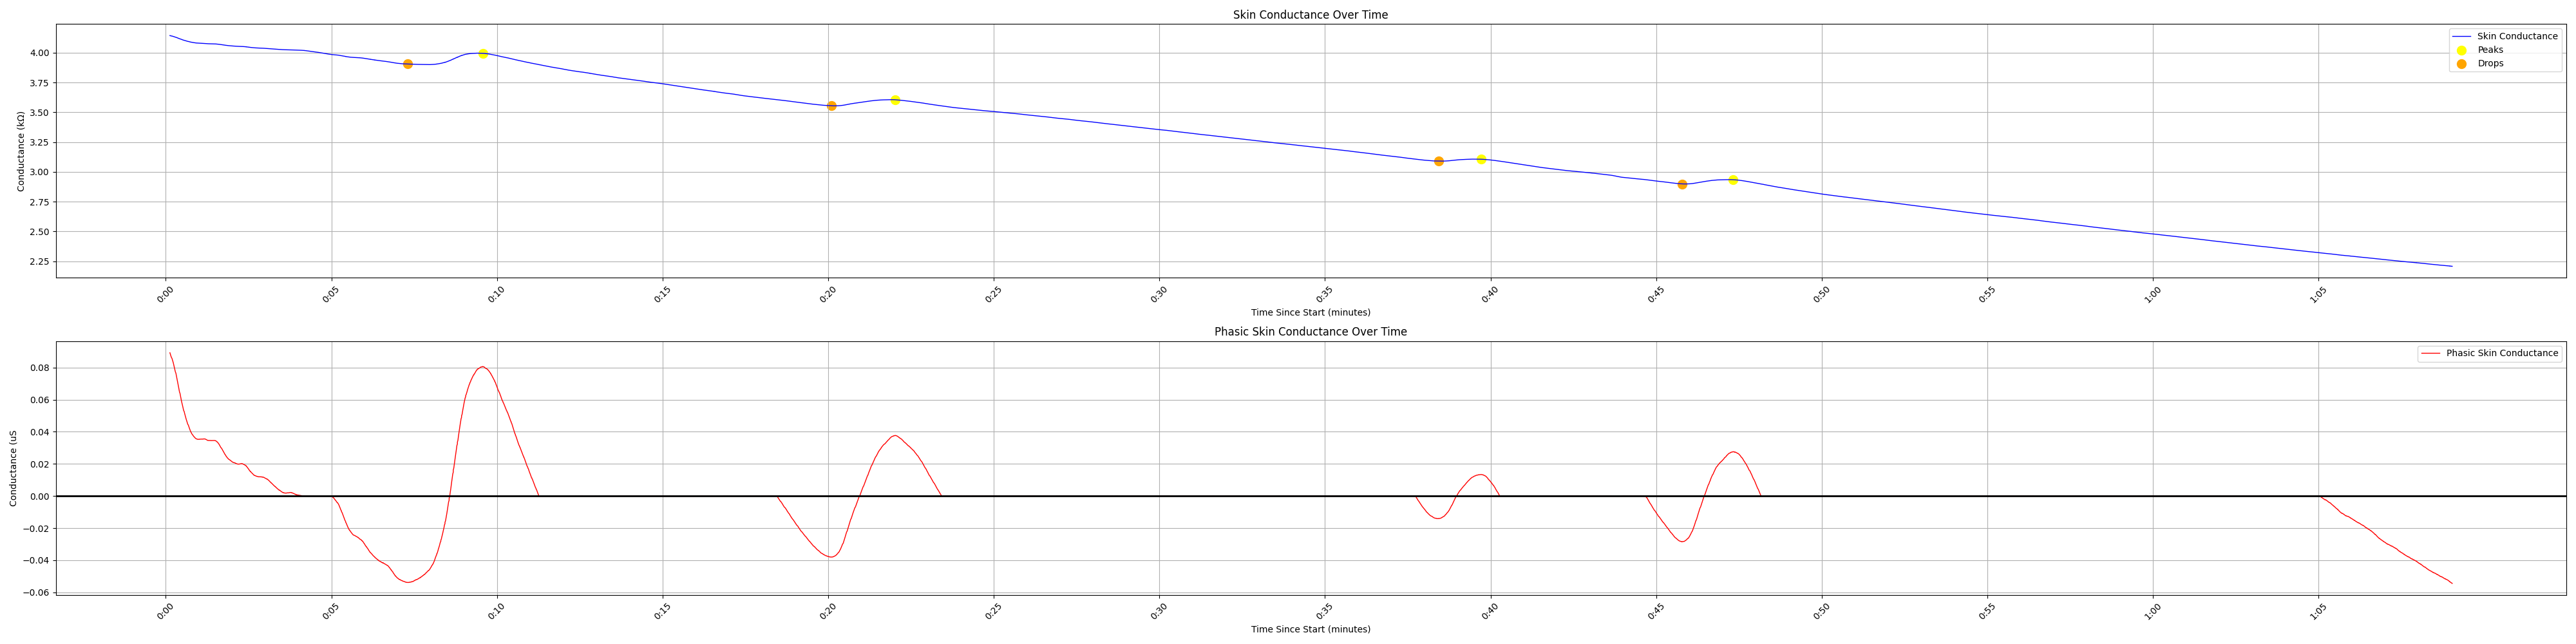 Skin Conductance Over Time
Conductance (kΩ)
4.00
3.75
3.50
3.25
3.00
2.75
2.50
2.25
Skin Conductance
Peaks
Drops
0:00 0:05 0:10 0:15 0:20 0:25 0:30 0:35 0:40 0:45 0:50 0:55 1:00 1:05
Time Since Start (minutes)
Phasic Skin Conductance Over Time
Conductance (uS
0.08
0.06
0.04
0.02
0.00
−0.02
−0.04
−0.06
Phasic Skin Conductance
0:00 0:05 0:10 0:15 0:20 0:25 0:30 0:35 0:40 0:45 0:50 0:55 1:00 1:05
Time Since Start (minutes)